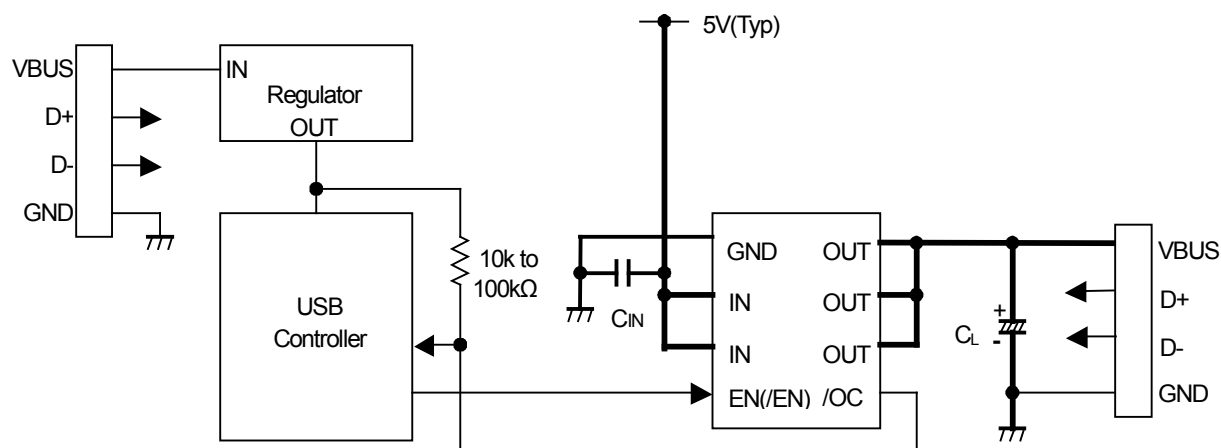 5V(Typ)
VBUS
D+
D-
GND
IN
Regulator
OUT
10k to
100kΩ
USB
Controller
CIN
GND
IN
IN
EN(/EN)
OUT
OUT
OUT
/OC
+
-
CL
VBUS
D+
D-
GND